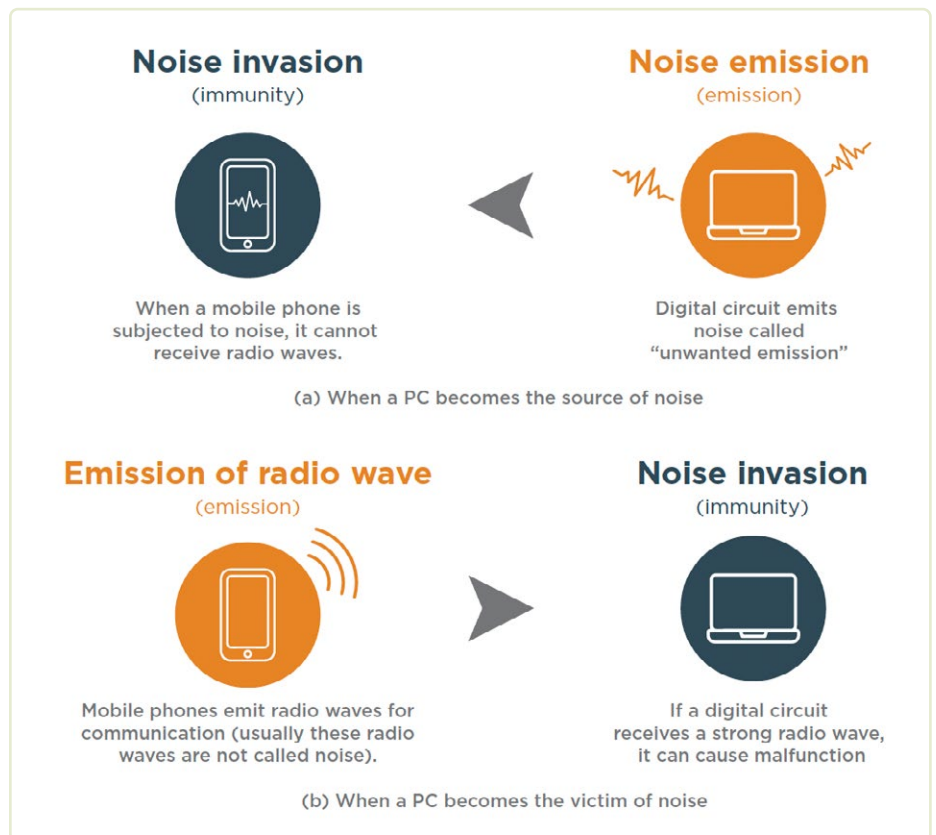 Noise invasion
(immunity)
Noise emission
(emission)
When a mobile phone is
subjected to noise, it cannot
receive radio waves.
Digital circuit emits
noise called
“unwanted emission”
(a) When a PC becomes the source of noise
Emission of radio wave
(emission)
Noise invasion
(immunity)
Mobile phones emit radio waves for
communication (usually these radio
waves are not called noise).
If a digital circuit
receives a strong radio wave,
it can cause malfunction
(b) When a PC becomes the victim of noise